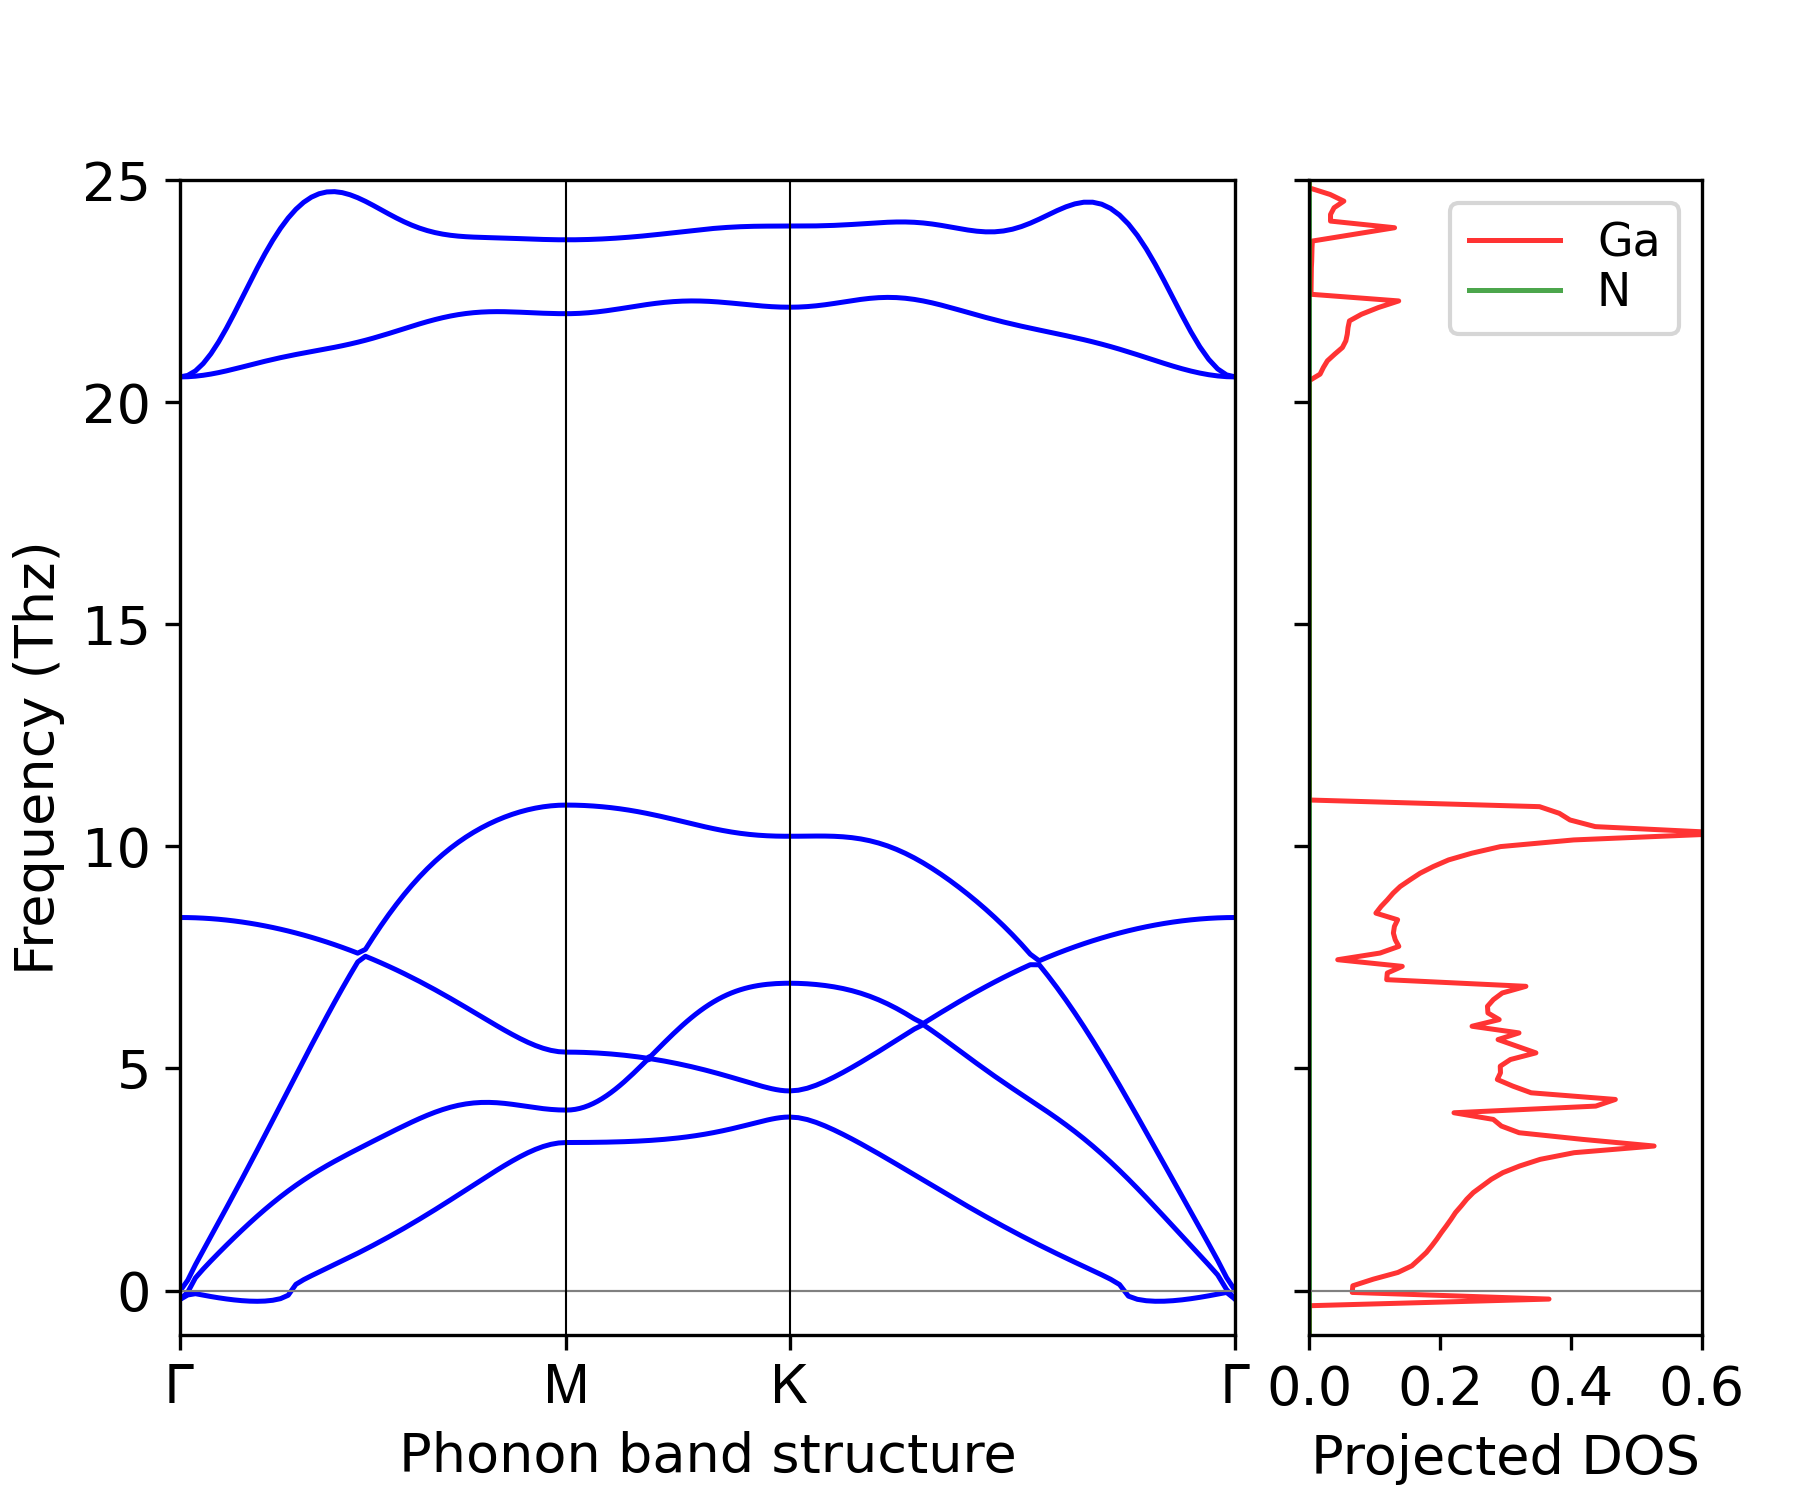 25
20
15
10
5
0
Frequency (Thz)
Γ M K Γ
Phonon band structure
Ga
N
0.0 0.2 0.4 0.6
Projected DOS